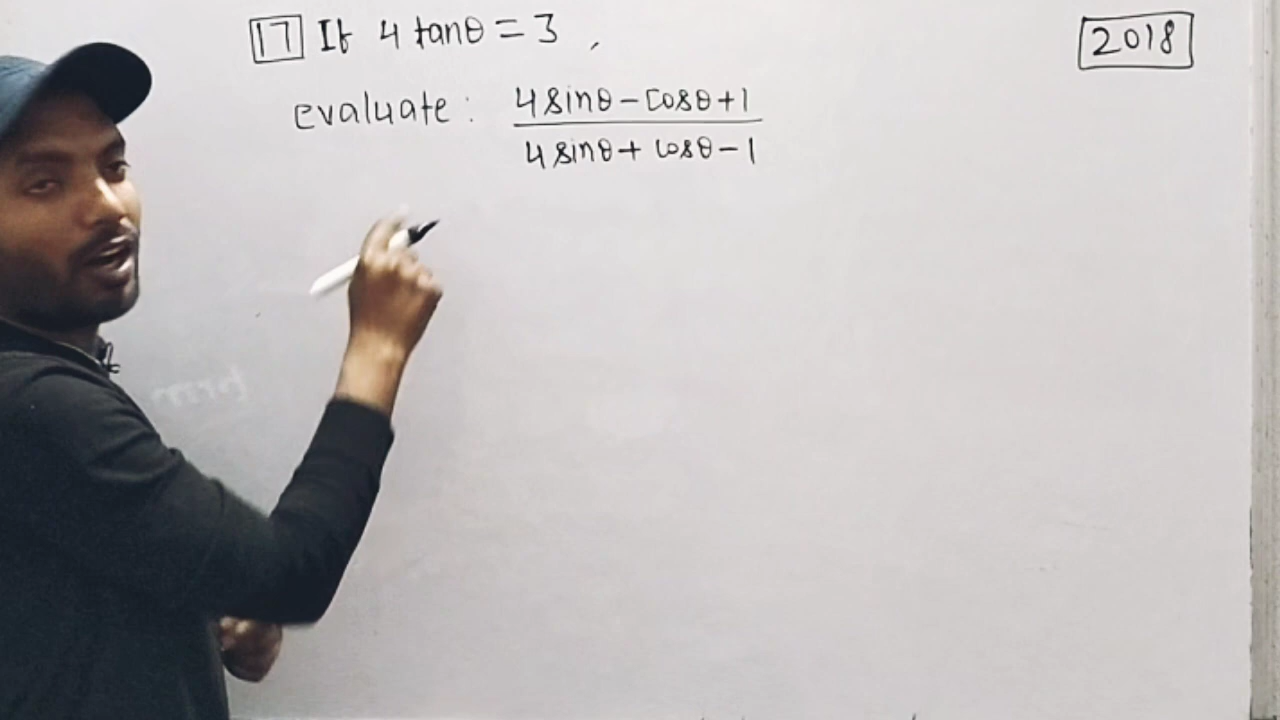 17 If 4 tanθ = 3 ,
2018
evaluate : 4 sinθ - cosθ + 1
4 sinθ + cosθ - 1